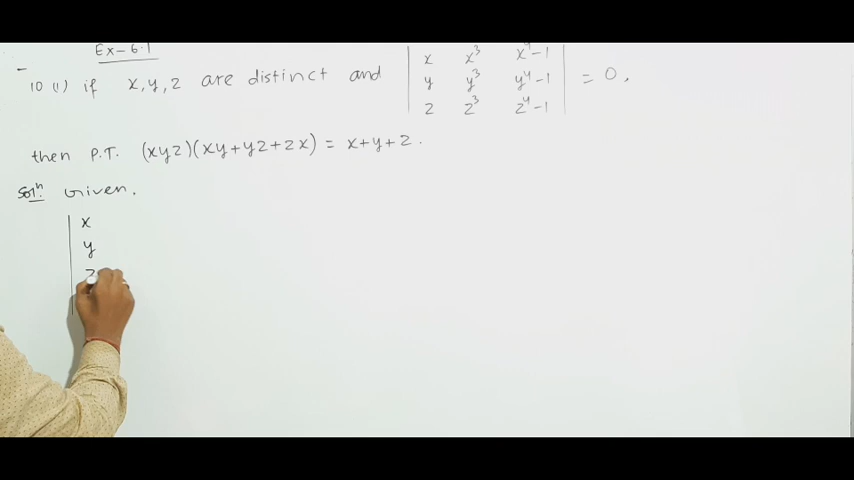 Ex-6.1
x x³ x⁴-1
10 (i) if x, y, z are distinct and y y³ y⁴-1 = 0,
z z³ z⁴-1
then P.T. (xyz)(xy+yz+zx) = x+y+z.
Solⁿ: Given.
x
y
z